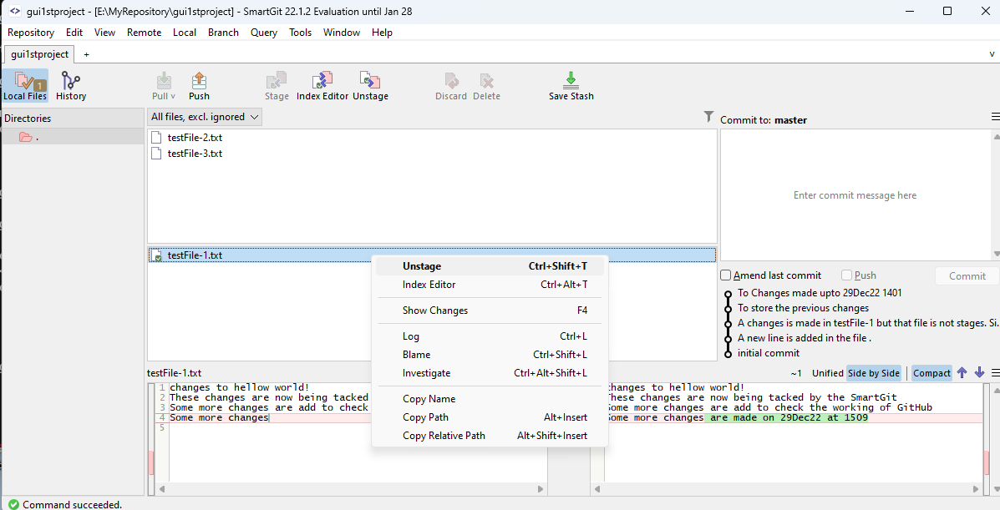 gui1stproject - [E:\MyRepository\gui1stproject] - SmartGit 22.1.2 Evaluation until Jan 28
Repository Edit View Remote Local Branch Query Tools Window Help
gui1stproject +
1
Local Files History Pull Push Stage Index Editor Unstage Discard Delete Save Stash
Directories
.
All files, excl. ignored
testFile-2.txt
testFile-3.txt
testFile-1.txt
Commit to: master
Enter commit message here
Amend last commit Push Commit
To Changes made upto 29Dec22 1401
To store the previous changes
A changes is made in testFile-1 but that file is not stages. Si...
A new line is added in the file .
initial commit
Unstage Ctrl+Shift+T
Index Editor Ctrl+Alt+T
Show Changes F4
Log Ctrl+L
Blame Ctrl+Shift+L
Investigate Ctrl+Alt+Shift+L
Copy Name
Copy Path Alt+Insert
Copy Relative Path Alt+Shift+Insert
testFile-1.txt
~1 Unified Side by Side Compact
1 changes to hellow world!
2 These changes are now being tacked
3 Some more changes are add to check
4 Some more changes
5
hanges to hellow world!
hese changes are now being tacked by the SmartGit
ome more changes are add to check the working of GitHub
ome more changes are made on 29Dec22 at 1509
Command succeeded.